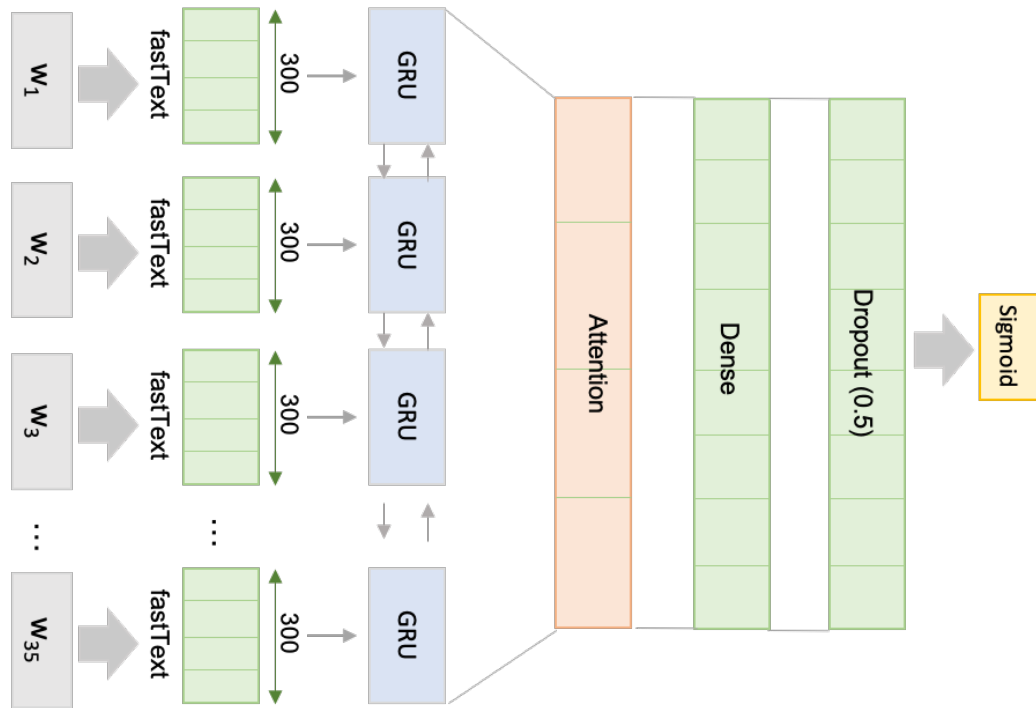 W1
fastText
300
GRU
W2
fastText
300
GRU
W3
fastText
300
GRU
...
...
W35
fastText
300
GRU
Attention
Dense
Dropout (0.5)
Sigmoid